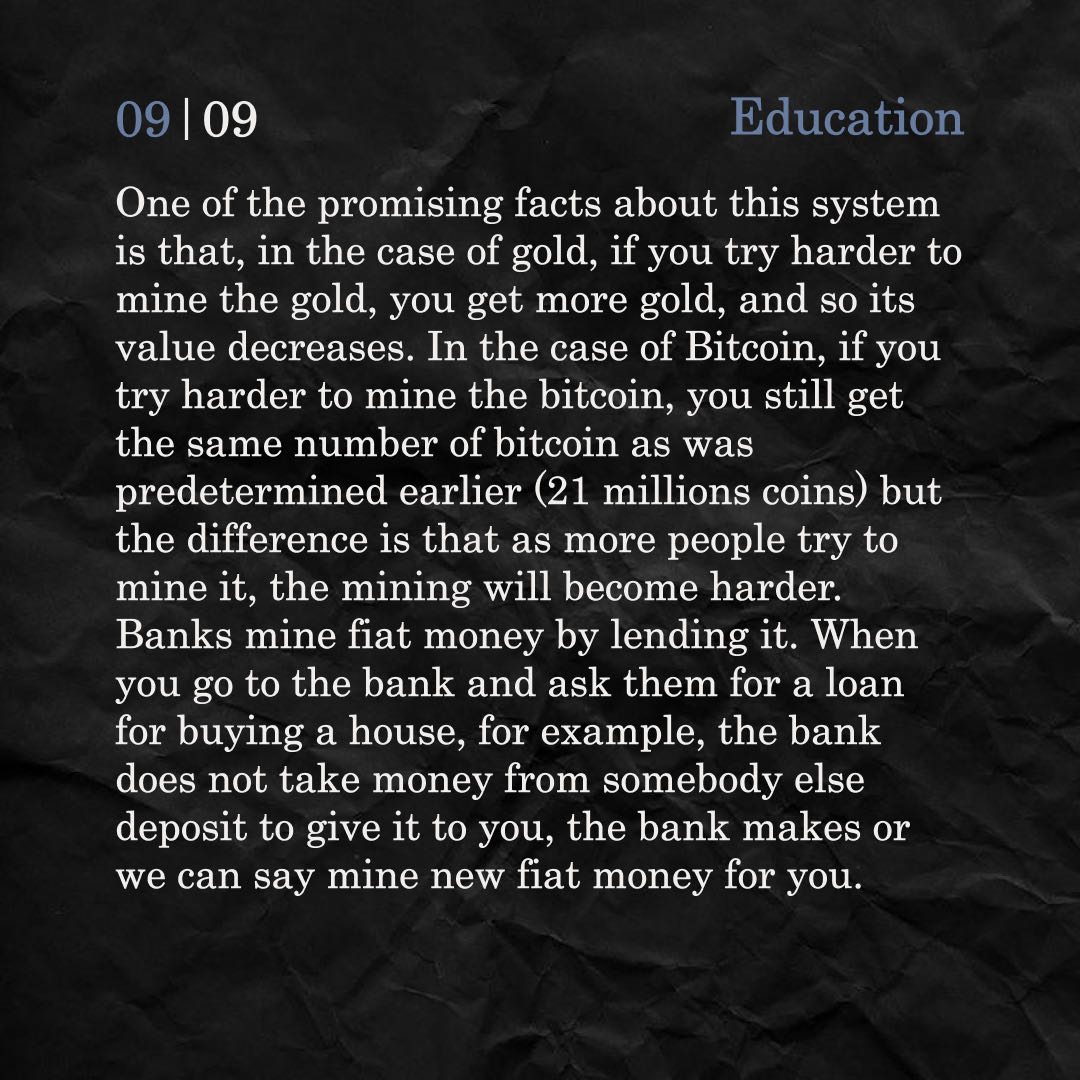 09 | 09
Education
One of the promising facts about this system
is that, in the case of gold, if you try harder to
mine the gold, you get more gold, and so its
value decreases. In the case of Bitcoin, if you
try harder to mine the bitcoin, you still get
the same number of bitcoin as was
predetermined earlier (21 millions coins) but
the difference is that as more people try to
mine it, the mining will become harder.
Banks mine fiat money by lending it. When
you go to the bank and ask them for a loan
for buying a house, for example, the bank
does not take money from somebody else
deposit to give it to you, the bank makes or
we can say mine new fiat money for you.